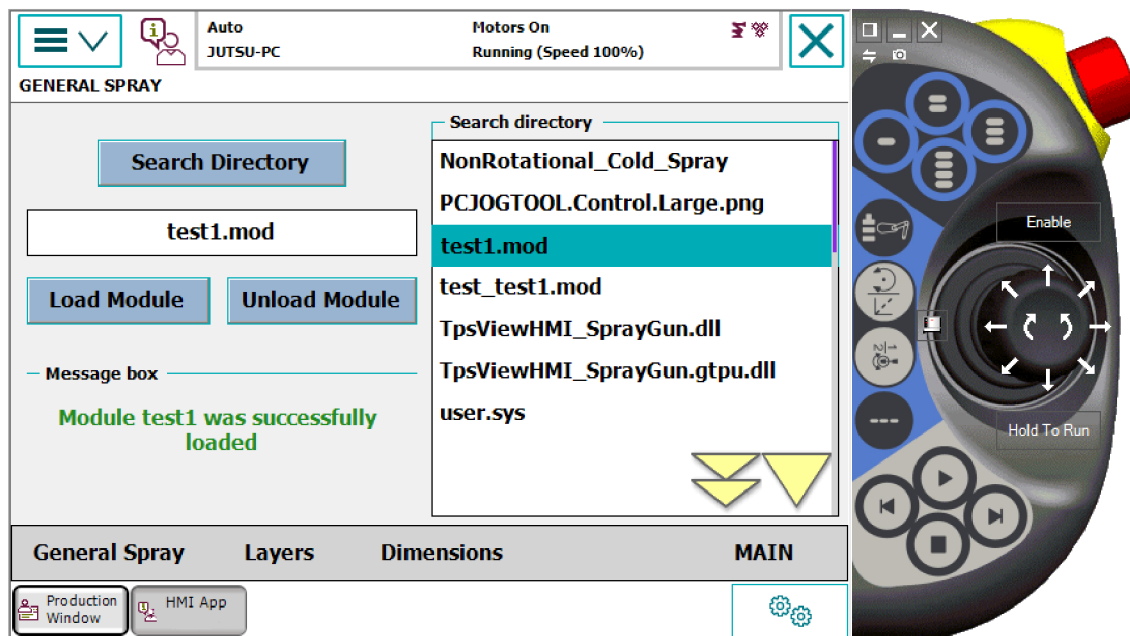 Auto
JUTSU-PC
Motors On
Running (Speed 100%)
GENERAL SPRAY
Search Directory
test1.mod
Load Module
Unload Module
Message box
Module test1 was successfully
loaded
Search directory
NonRotational_Cold_Spray
PCJOGTOOL.Control.Large.png
test1.mod
test_test1.mod
TpsViewHMI_SprayGun.dll
TpsViewHMI_SprayGun.gtpu.dll
user.sys
General Spray
Layers
Dimensions
MAIN
Production
Window
HMI App
Enable
Hold To Run